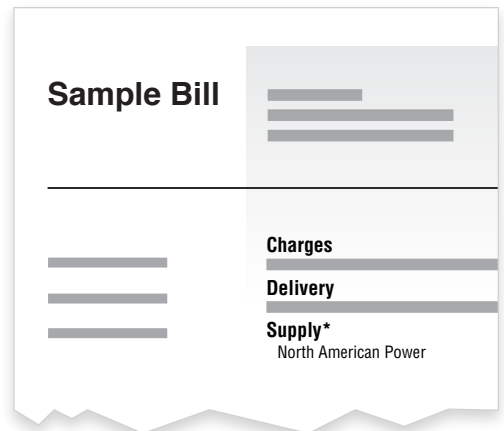 Sample Bill
Charges
Delivery
Supply*
North American Power